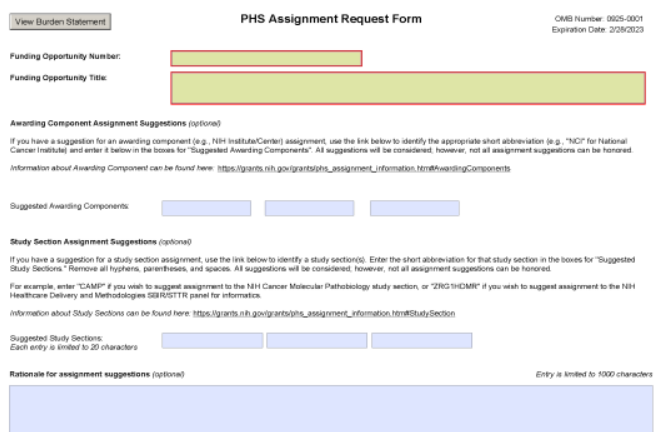 View Burden Statement
PHS Assignment Request Form
OMB Number: 0925-0001
Expiration Date: 2/28/2023
Funding Opportunity Number:
Funding Opportunity Title:
Awarding Component Assignment Suggestions (optional)
If you have a suggestion for an awarding component (e.g., NIH Institute/Center) assignment, use the link below to identify the appropriate short abbreviation (e.g., "NCI" for National
Cancer Institute) and enter it below in the boxes for "Suggested Awarding Components". All suggestions will be considered; however, not all assignment suggestions can be honored.
Information about Awarding Component can be found here: https://grants.nih.gov/grants/phs_assignment_information.htm#AwardingComponents
Suggested Awarding Components:
Study Section Assignment Suggestions (optional)
If you have a suggestion for a study section assignment, use the link below to identify a study section(s). Enter the short abbreviation for that study section in the boxes for "Suggested
Study Sections." Remove all hyphens, parentheses, and spaces. All suggestions will be considered; however, not all assignment suggestions can be honored.
For example, enter "CAMP" if you wish to suggest assignment to the NIH Cancer Molecular Pathobiology study section, or "ZRG1HDMR" if you wish to suggest assignment to the NIH
Healthcare Delivery and Methodologies SBIR/STTR panel for informatics.
Information about Study Sections can be found here: https://grants.nih.gov/grants/phs_assignment_information.htm#StudySection
Suggested Study Sections:
Each entry is limited to 20 characters
Rationale for assignment suggestions (optional)
Entry is limited to 1000 characters